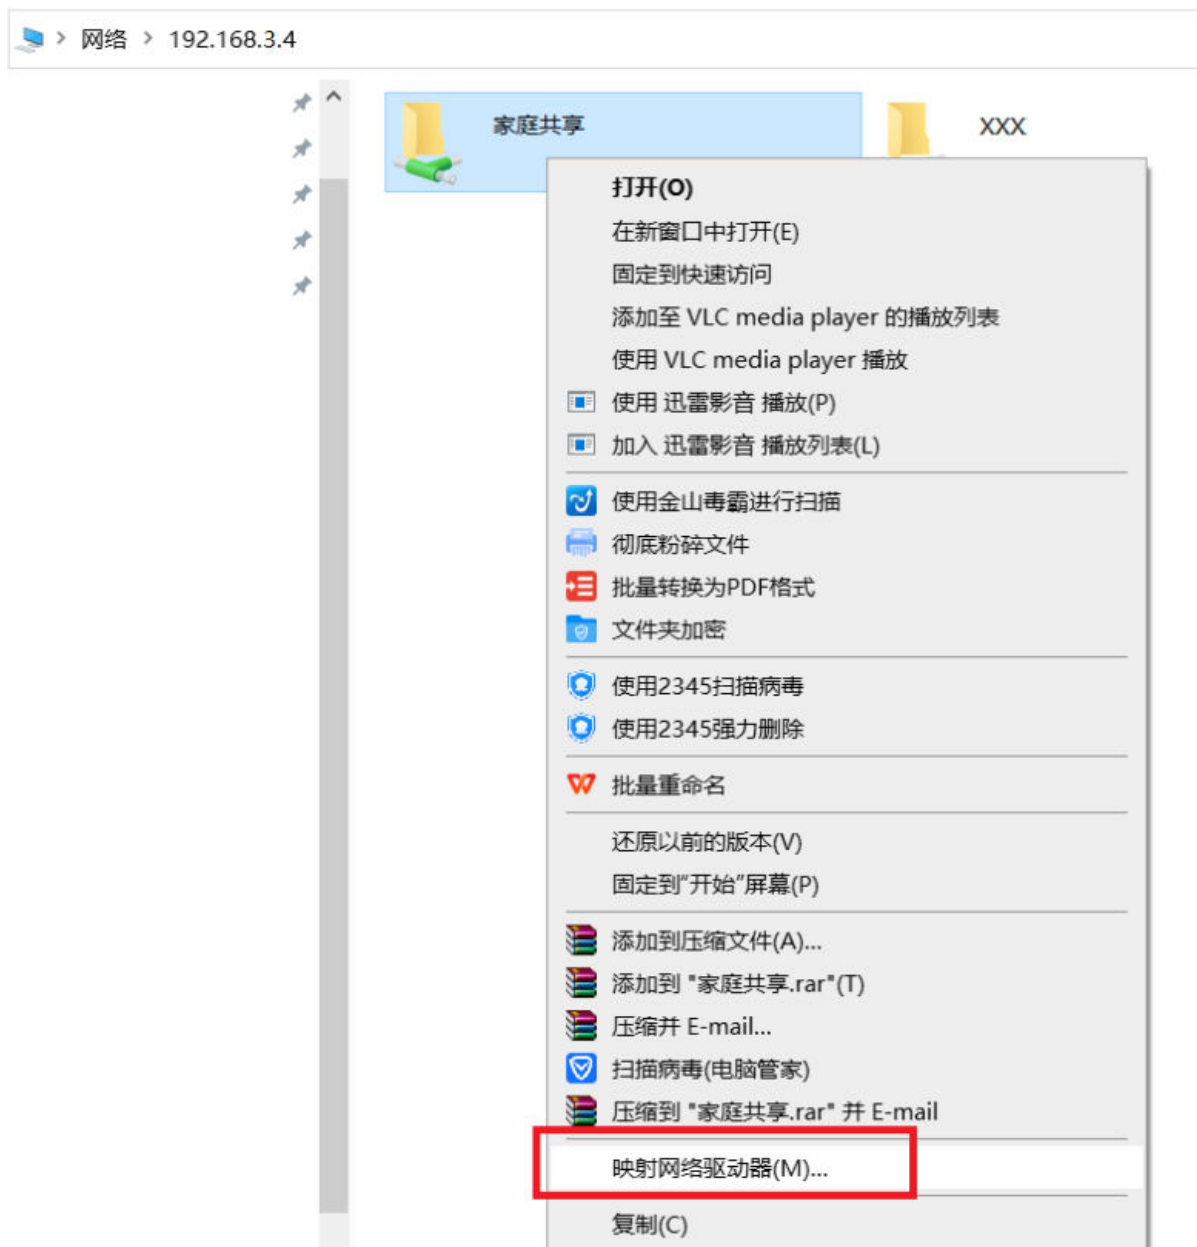 网络 > 192.168.3.4
家庭共享
XXX
打开(O)
在新窗口中打开(E)
固定到快速访问
添加至 VLC media player 的播放列表
使用 VLC media player 播放
使用 迅雷影音 播放(P)
加入 迅雷影音 播放列表(L)
使用金山毒霸进行扫描
彻底粉碎文件
批量转换为PDF格式
文件夹加密
使用2345扫描病毒
使用2345强力删除
批量重命名
还原以前的版本(V)
固定到"开始"屏幕(P)
添加到压缩文件(A)...
添加到 "家庭共享.rar"(T)
压缩并 E-mail...
扫描病毒(电脑管家)
压缩到 "家庭共享.rar" 并 E-mail
映射网络驱动器(M)...
复制(C)